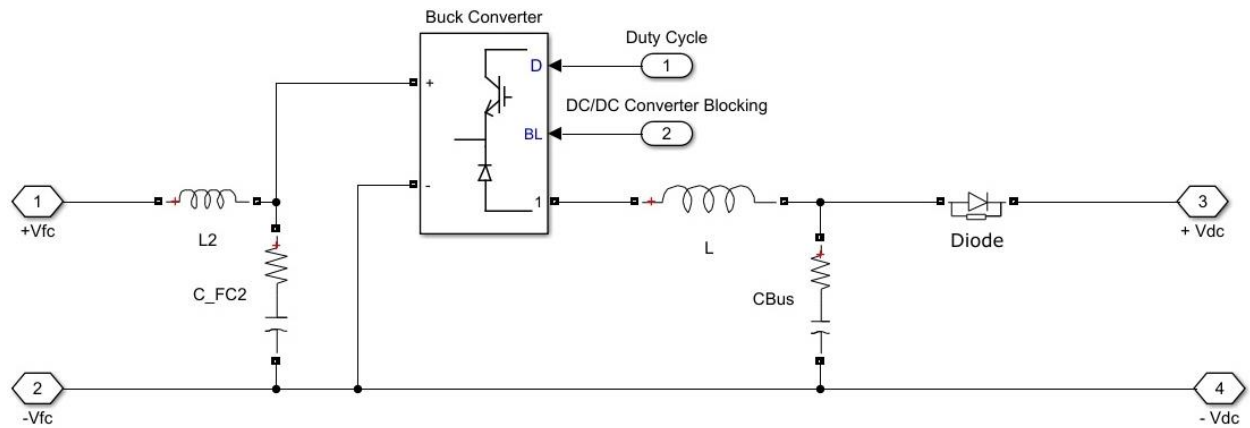 Buck Converter
Duty Cycle
D
1
+
DC/DC Converter Blocking
BL
2
-
1
+Vfc
L2
1
L
Diode
3
+ Vdc
C_FC2
CBus
2
-Vfc
4
- Vdc